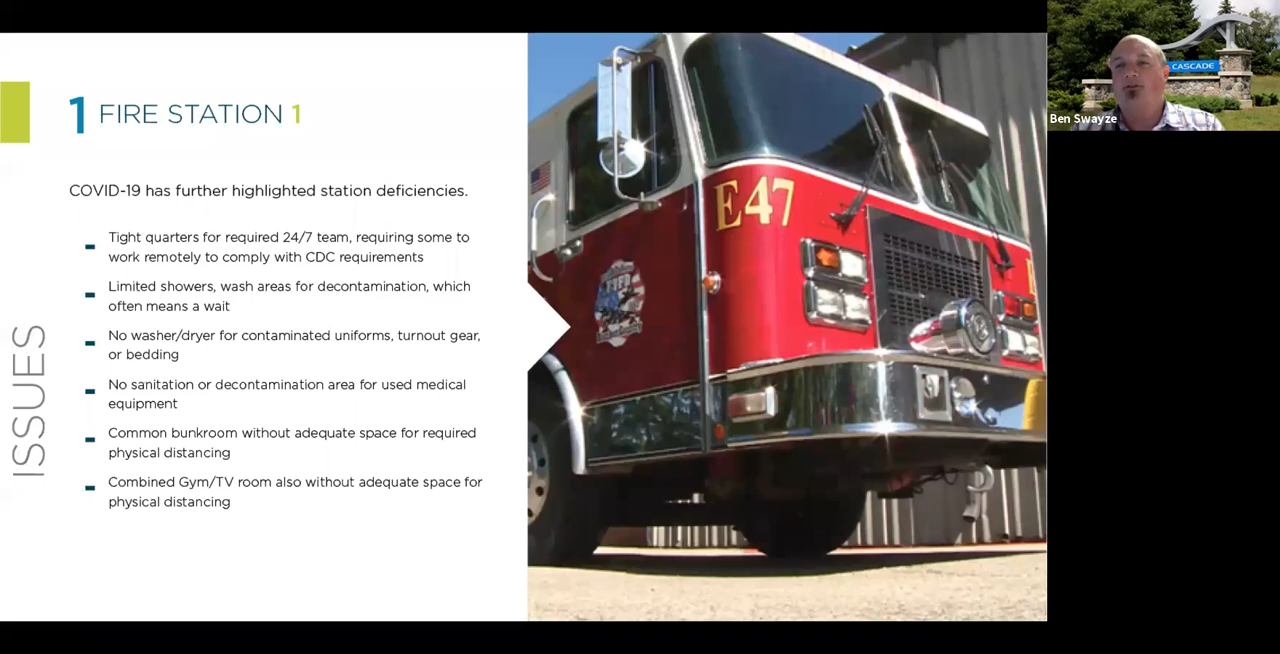 1 FIRE STATION 1
COVID-19 has further highlighted station deficiencies.
Tight quarters for required 24/7 team, requiring some to
work remotely to comply with CDC requirements
Limited showers, wash areas for decontamination, which
often means a wait
No washer/dryer for contaminated uniforms, turnout gear,
or bedding
No sanitation or decontamination area for used medical
equipment
Common bunkroom without adequate space for required
physical distancing
Combined Gym/TV room also without adequate space for
physical distancing
ISSUES
E47
CASCADE
Ben Swayze